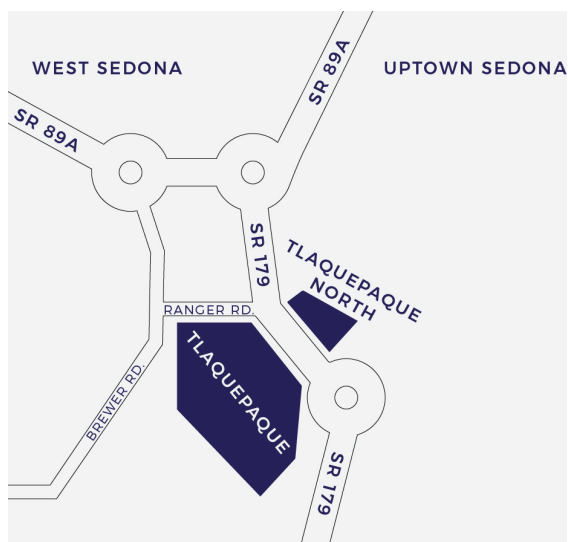 WEST SEDONA
SR 89A
UPTOWN SEDONA
SR 89A
SR 179
TLAQUEPAQUE
NORTH
RANGER RD.
TLAQUEPAQUE
BREWER RD.
SR 179